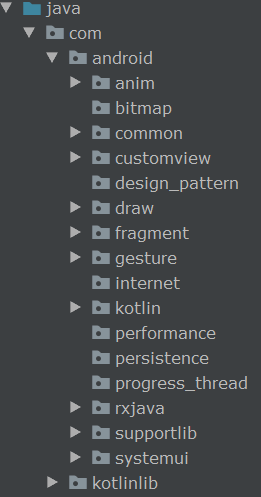 java
com
android
anim
bitmap
common
customview
design_pattern
draw
fragment
gesture
internet
kotlin
performance
persistence
progress_thread
rxjava
supportlib
systemui
kotlinlib